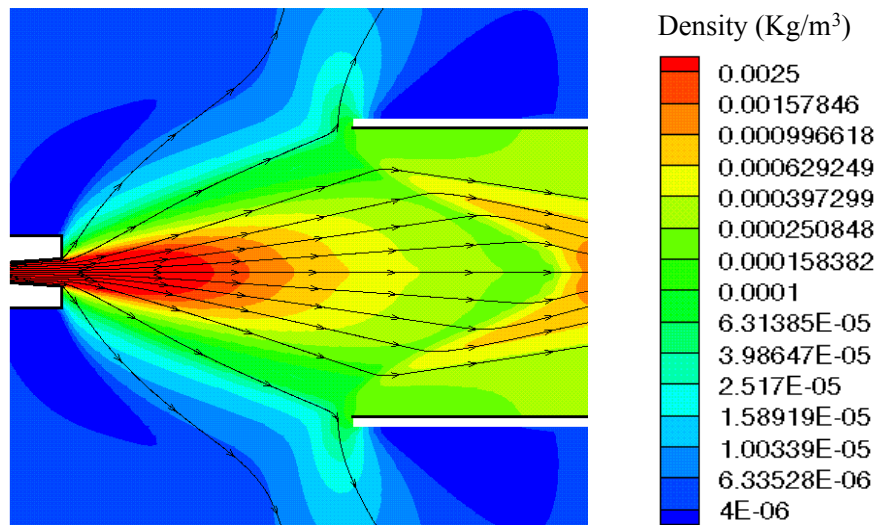 Density (Kg/m³)
0.0025
0.00157846
0.000996618
0.000629249
0.000397299
0.000250848
0.000158382
0.0001
6.31385E-05
3.98647E-05
2.517E-05
1.58919E-05
1.00339E-05
6.33528E-06
4E-06